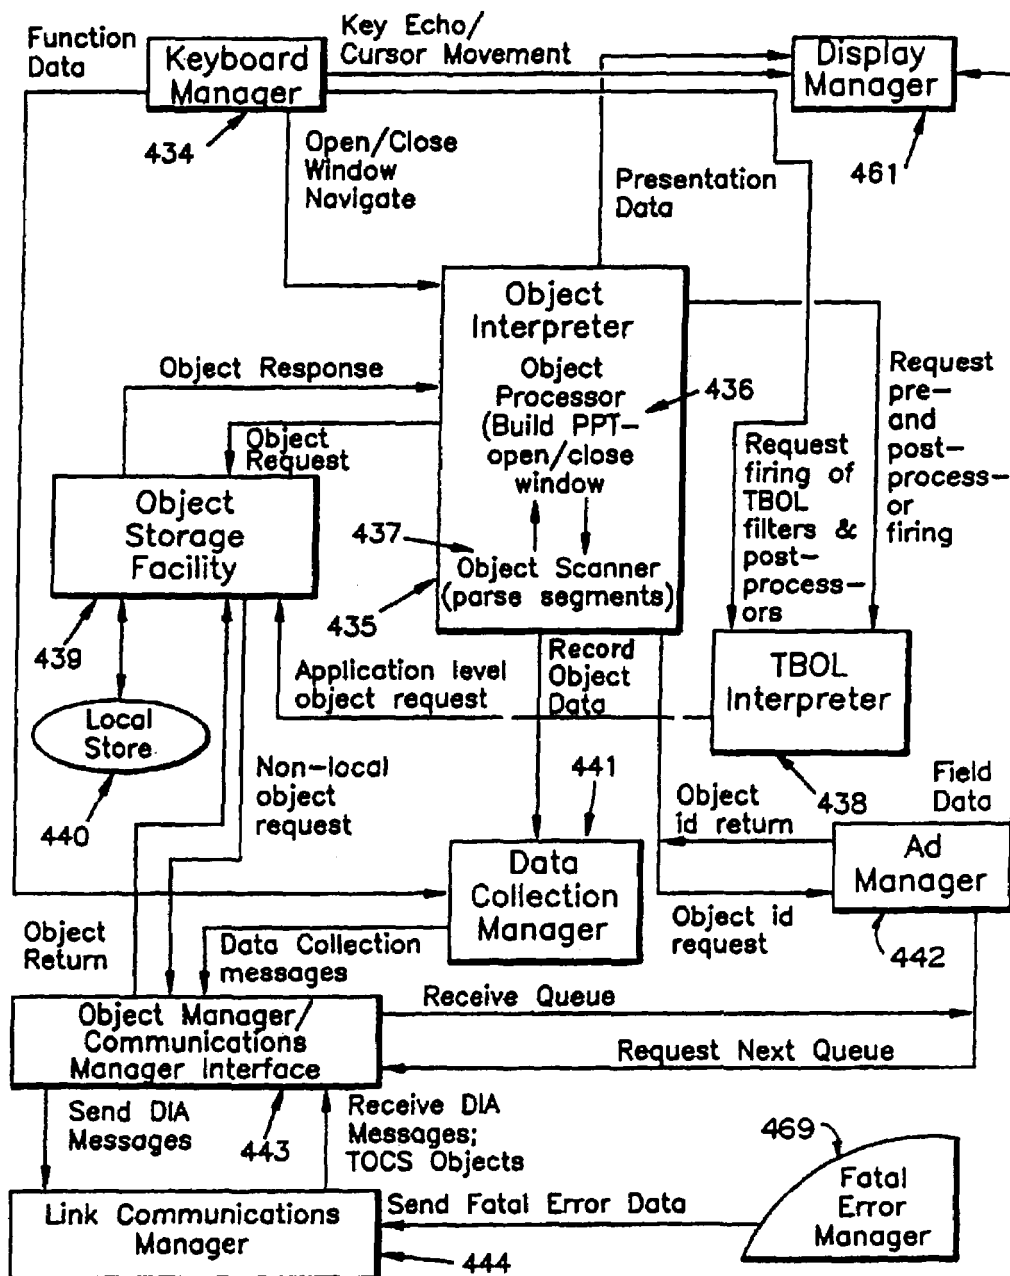 Function
Data
Keyboard
Manager
434
Key Echo/
Cursor Movement
Display
Manager
461
Open/Close
Window
Navigate
Presentation
Data
Object
Interpreter
Object
Processor
(Build PPT-
open/close
window
436
437
Object Scanner
(parse segments)
435
Object Response
Object
Request
Object
Storage
Facility
439
Local
Store
440
Request
firing of
TBOL
filters &
post-
process-
ors
Request
pre-
and
post-
process-
or
firing
TBOL
Interpreter
438
Application level
object request
Record
Object
Data
Non-local
object
request
441
Data
Collection
Manager
Object
id return
Field
Data
Ad
Manager
442
Object id
request
Object
Return
Data Collection
messages
Object Manager/
Communications
Manager Interface
443
Receive Queue
Request Next Queue
Send DIA
Messages
Receive DIA
Messages;
TOCS Objects
Link Communications
Manager
444
Send Fatal Error Data
469
Fatal
Error
Manager